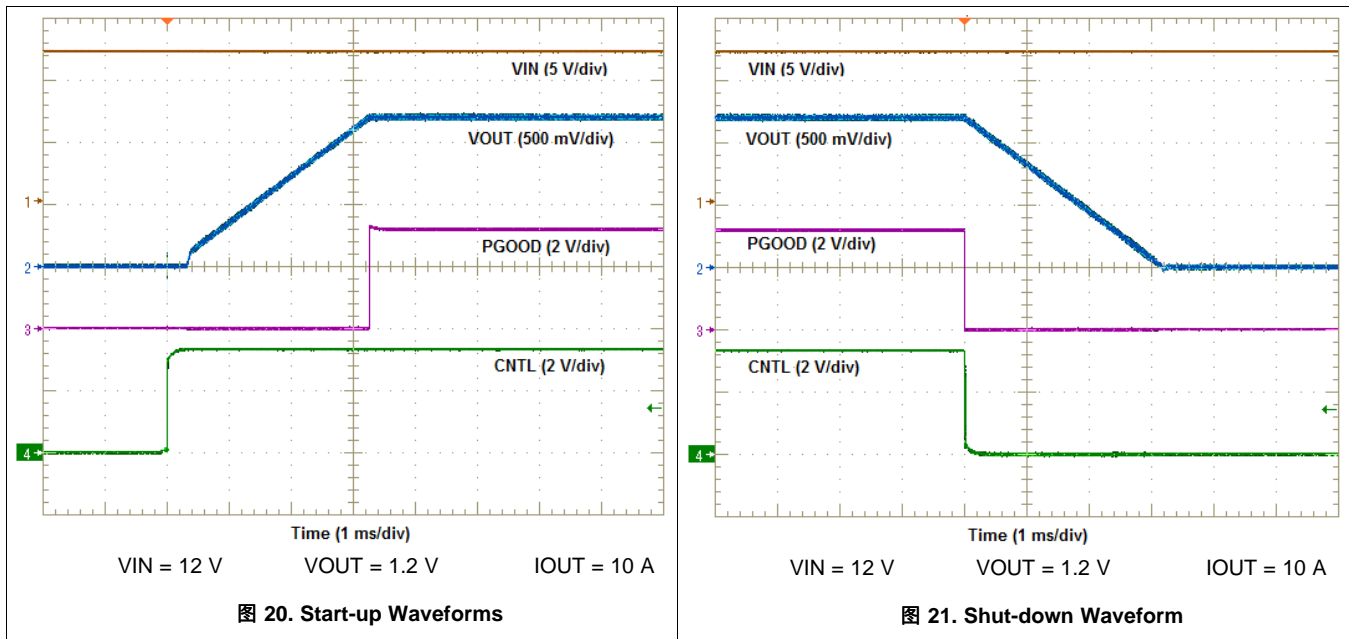 VIN (5 V/div)
VOUT (500 mV/div)
1
PGOOD (2 V/div)
2
3
CNTL (2 V/div)
4
Time (1 ms/div)
VIN = 12 V VOUT = 1.2 V IOUT = 10 A
图 20. Start-up Waveforms
VIN (5 V/div)
VOUT (500 mV/div)
1
PGOOD (2 V/div)
2
3
CNTL (2 V/div)
4
Time (1 ms/div)
VIN = 12 V VOUT = 1.2 V IOUT = 10 A
图 21. Shut-down Waveform